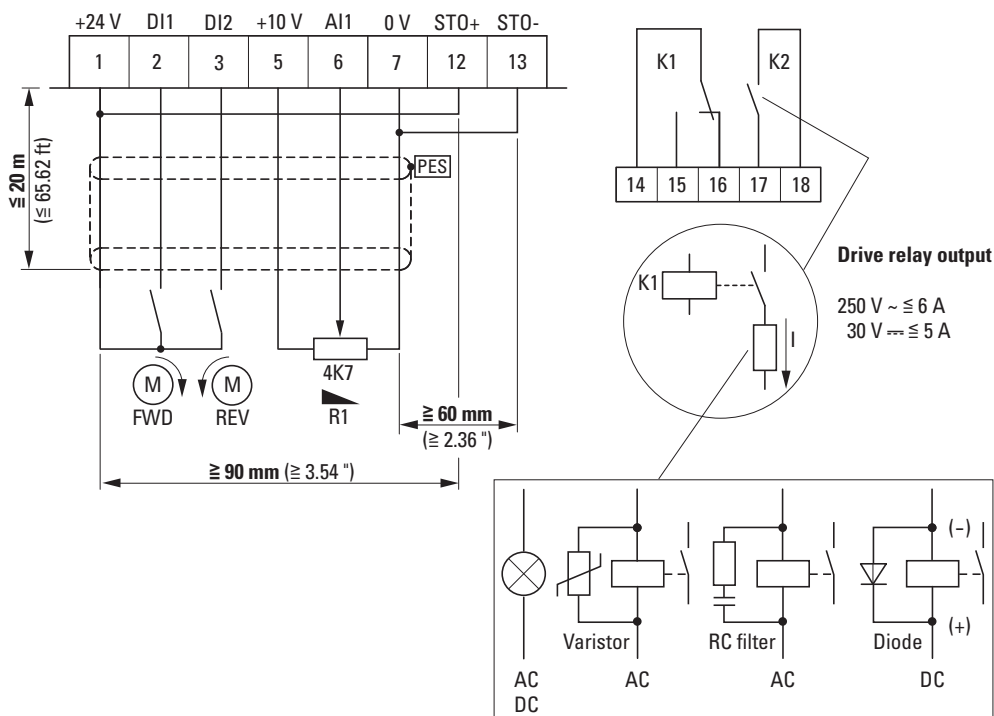 +24 V DI1 DI2 +10 V AI1 0 V STO+ STO-
1 2 3 5 6 7 12 13
≦ 20 m
(≦ 65.62 ft)
PES
4K7
R1
M
FWD
M
REV
≧ 60 mm
(≧ 2.36 ")
≧ 90 mm (≧ 3.54 ")
K1 K2
14 15 16 17 18
K1
I
Drive relay output
250 V ~ ≦ 6 A
30 V ⎓ ≦ 5 A
(–)
(+)
Varistor RC filter Diode
AC AC AC DC
DC